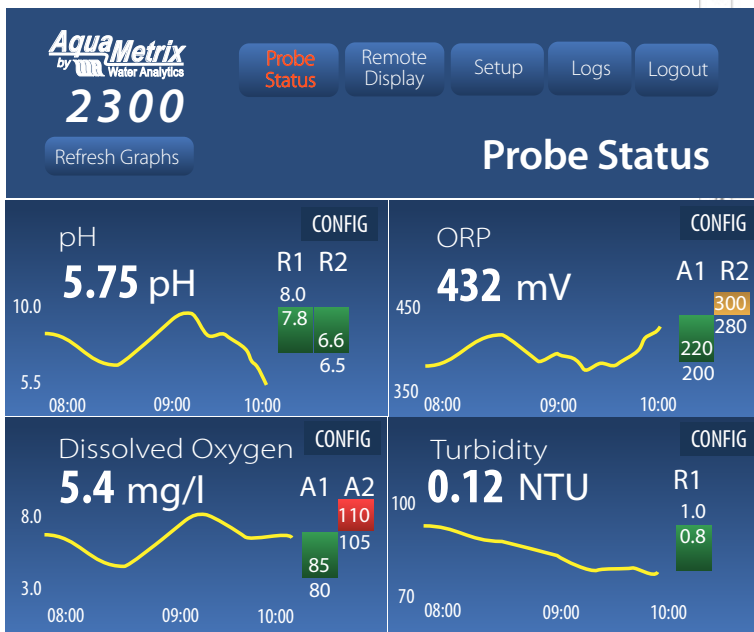 AquaMetrix
by WA Water Analytics
2300
Refresh Graphs
Probe
Status
Remote
Display
Setup
Logs
Logout
Probe Status
pH
CONFIG
5.75 pH
R1 R2
8.0
7.8
6.6
6.5
10.0
5.5
08:00 09:00 10:00
ORP
CONFIG
432 mV
A1 R2
300
280
220
200
450
350
08:00 09:00 10:00
Dissolved Oxygen
CONFIG
5.4 mg/l
A1 A2
110
105
85
80
8.0
3.0
08:00 09:00 10:00
Turbidity
CONFIG
0.12 NTU
R1
1.0
0.8
100
70
08:00 09:00 10:00